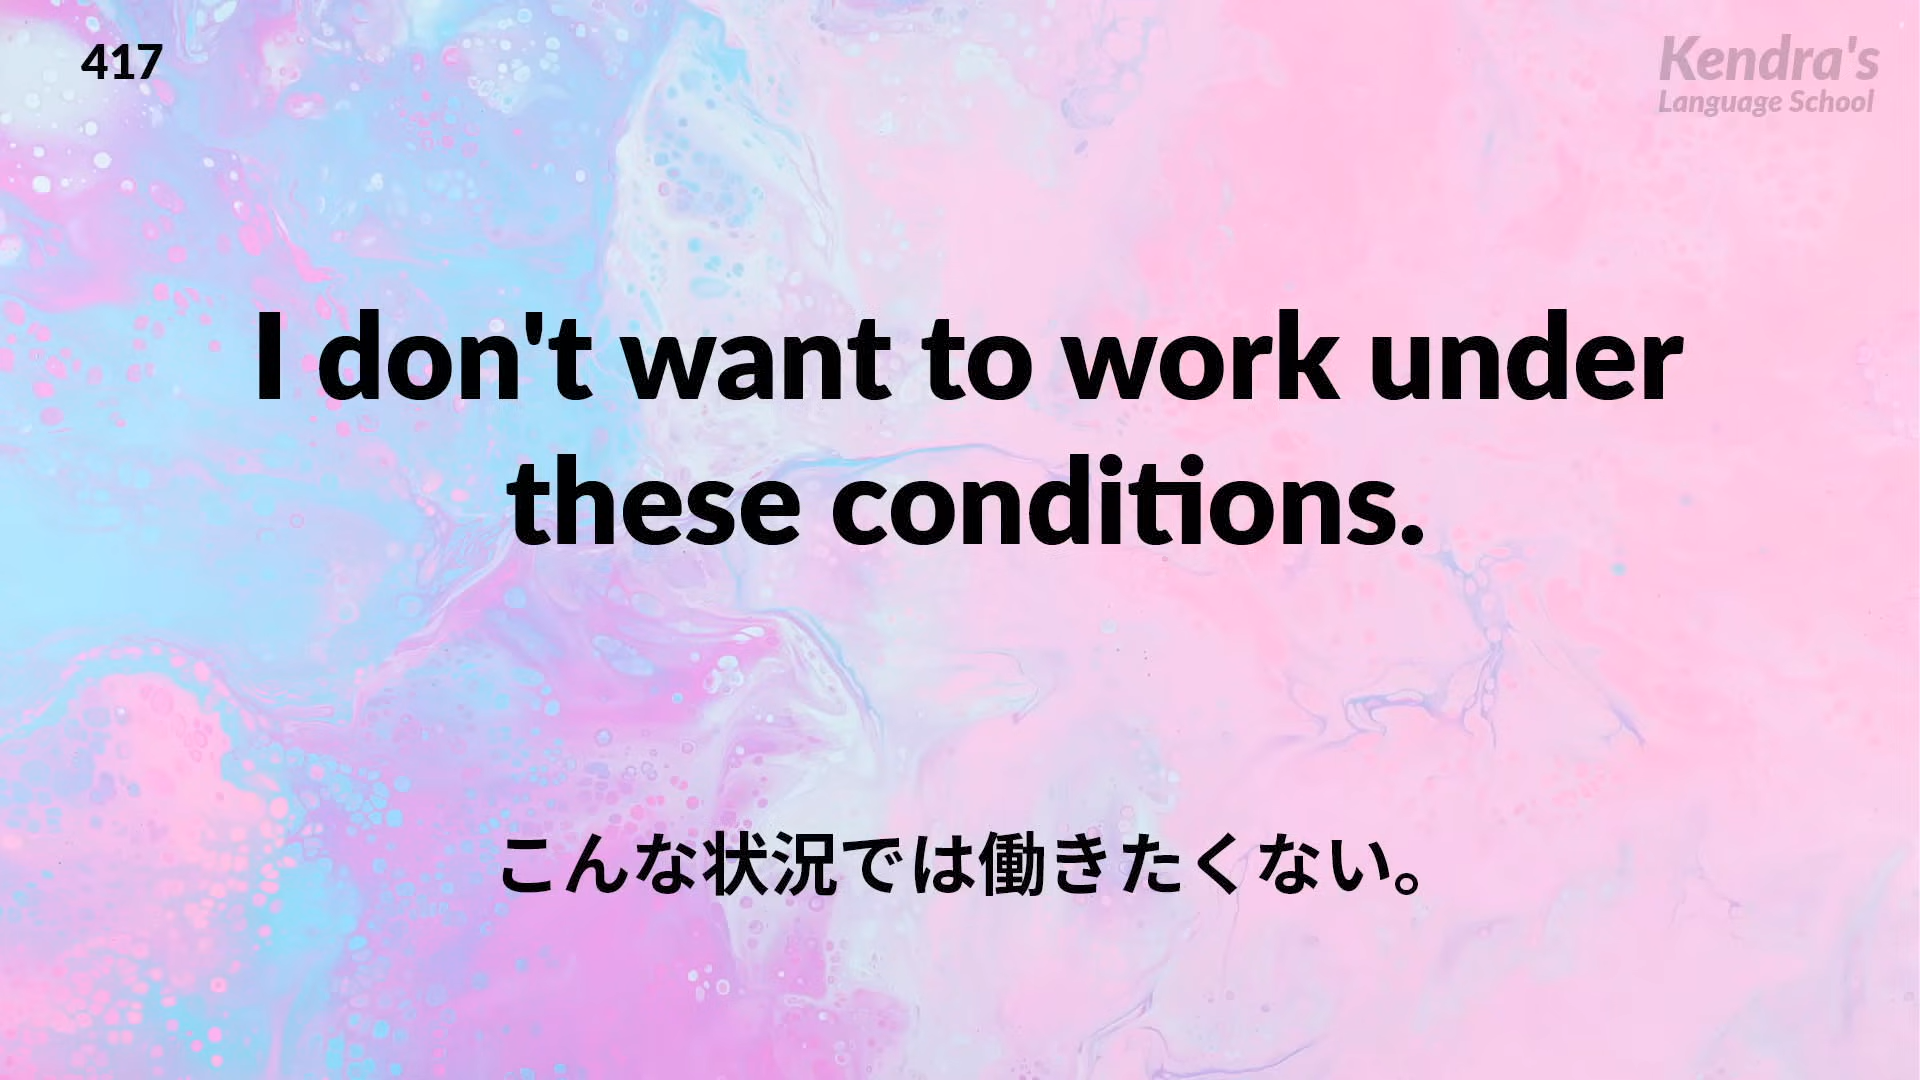 417
Kendra's
Language School
I don't want to work under
these conditions.
こんな状況では働きたくない。